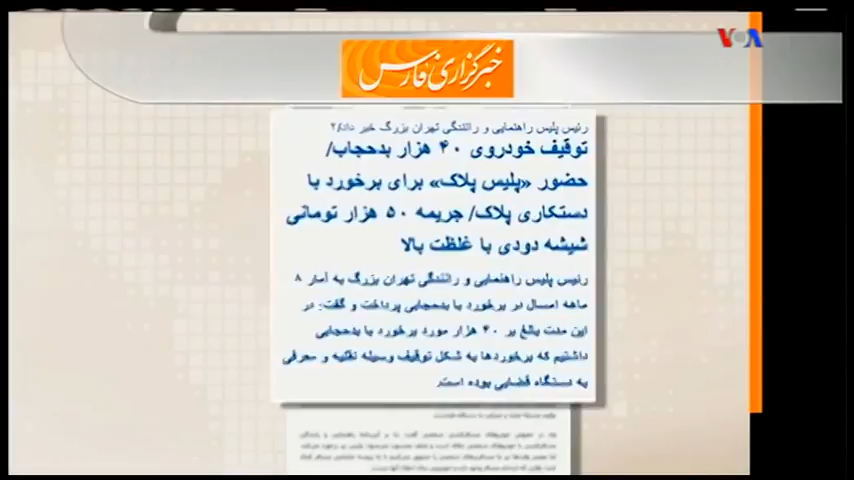 VOA
خبرگزاری فارس
رئیس پلیس راهنمایی و رانندگی تهران بزرگ خبر داد/۲
توقیف خودروی ۴۰ هزار بدحجاب/
حضور «پلیس پلاک» برای برخورد با
دستکاری پلاک/ جریمه ۵۰ هزار تومانی
شیشه دودی با غلظت بالا
رئیس پلیس راهنمایی و رانندگی تهران بزرگ به آمار ۸
ماهه امسال در برخورد با بدحجابی پرداخت و گفت: در
این مدت بالغ بر ۴۰ هزار مورد برخورد با بدحجابی
داشتیم که برخوردها به شکل توقیف وسیله نقلیه و معرفی
به دستگاه قضایی بوده است.